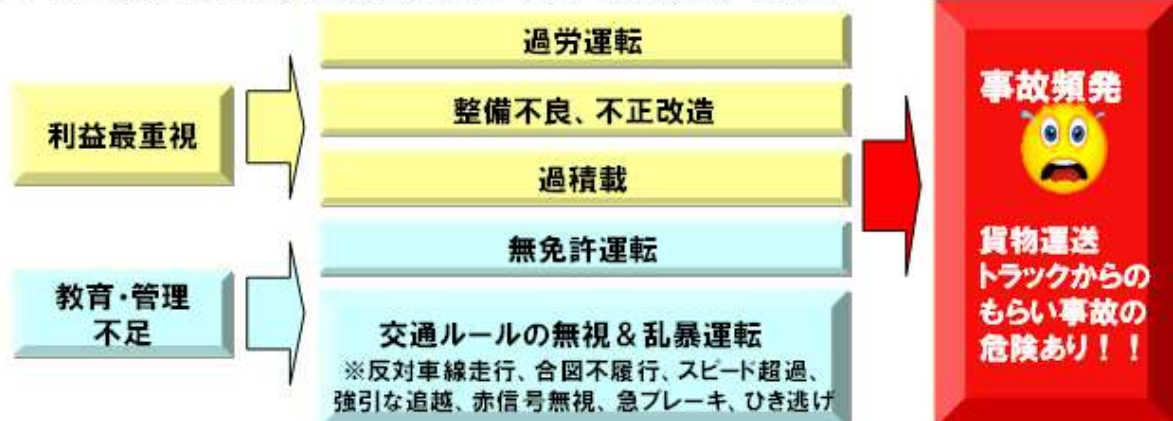 利益最重視
過労運転
整備不良、不正改造
過積載
教育・管理
不足
無免許運転
交通ルールの無視＆乱暴運転
※反対車線走行、合図不履行、スピード超過、
強引な追越、赤信号無視、急ブレーキ、ひき逃げ
事故頻発
貨物運送
トラックからの
もらい事故の
危険あり！！